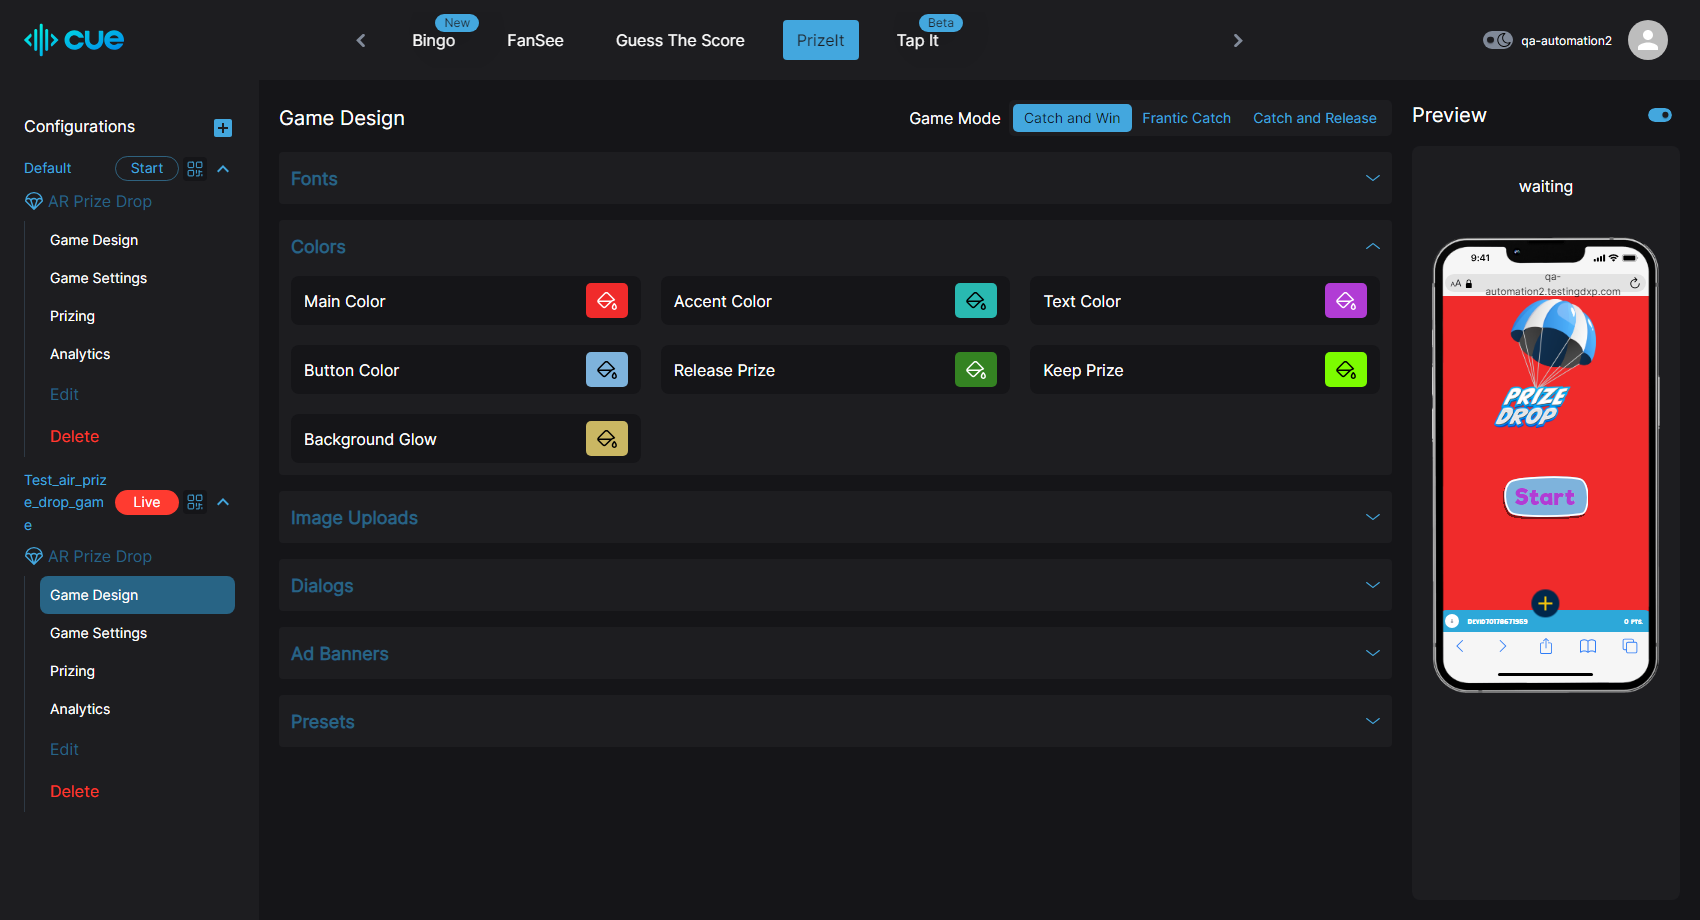 cue
New
Bingo
FanSee
Guess The Score
PrizeIt
Beta
Tap It
qa-automation2
Configurations
Default
Start
AR Prize Drop
Game Design
Game Settings
Prizing
Analytics
Edit
Delete
Test_air_priz
e_drop_gam
e
Live
AR Prize Drop
Game Design
Game Settings
Prizing
Analytics
Edit
Delete
Game Design
Game Mode
Catch and Win
Frantic Catch
Catch and Release
Fonts
Colors
Main Color
Accent Color
Text Color
Button Color
Release Prize
Keep Prize
Background Glow
Image Uploads
Dialogs
Ad Banners
Presets
Preview
waiting
9:41
AA
qa-
automation2.testingdxp.com
PRIZE
DROP
Start
0 PTS.